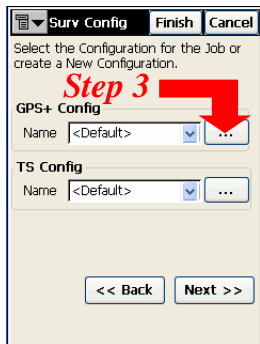 Surv Config Finish Cancel
Select the Configuration for the Job or
create a New Configuration.
Step 3
GPS+ Config
Name <Default> ...
TS Config
Name <Default> ...
<< Back Next >>